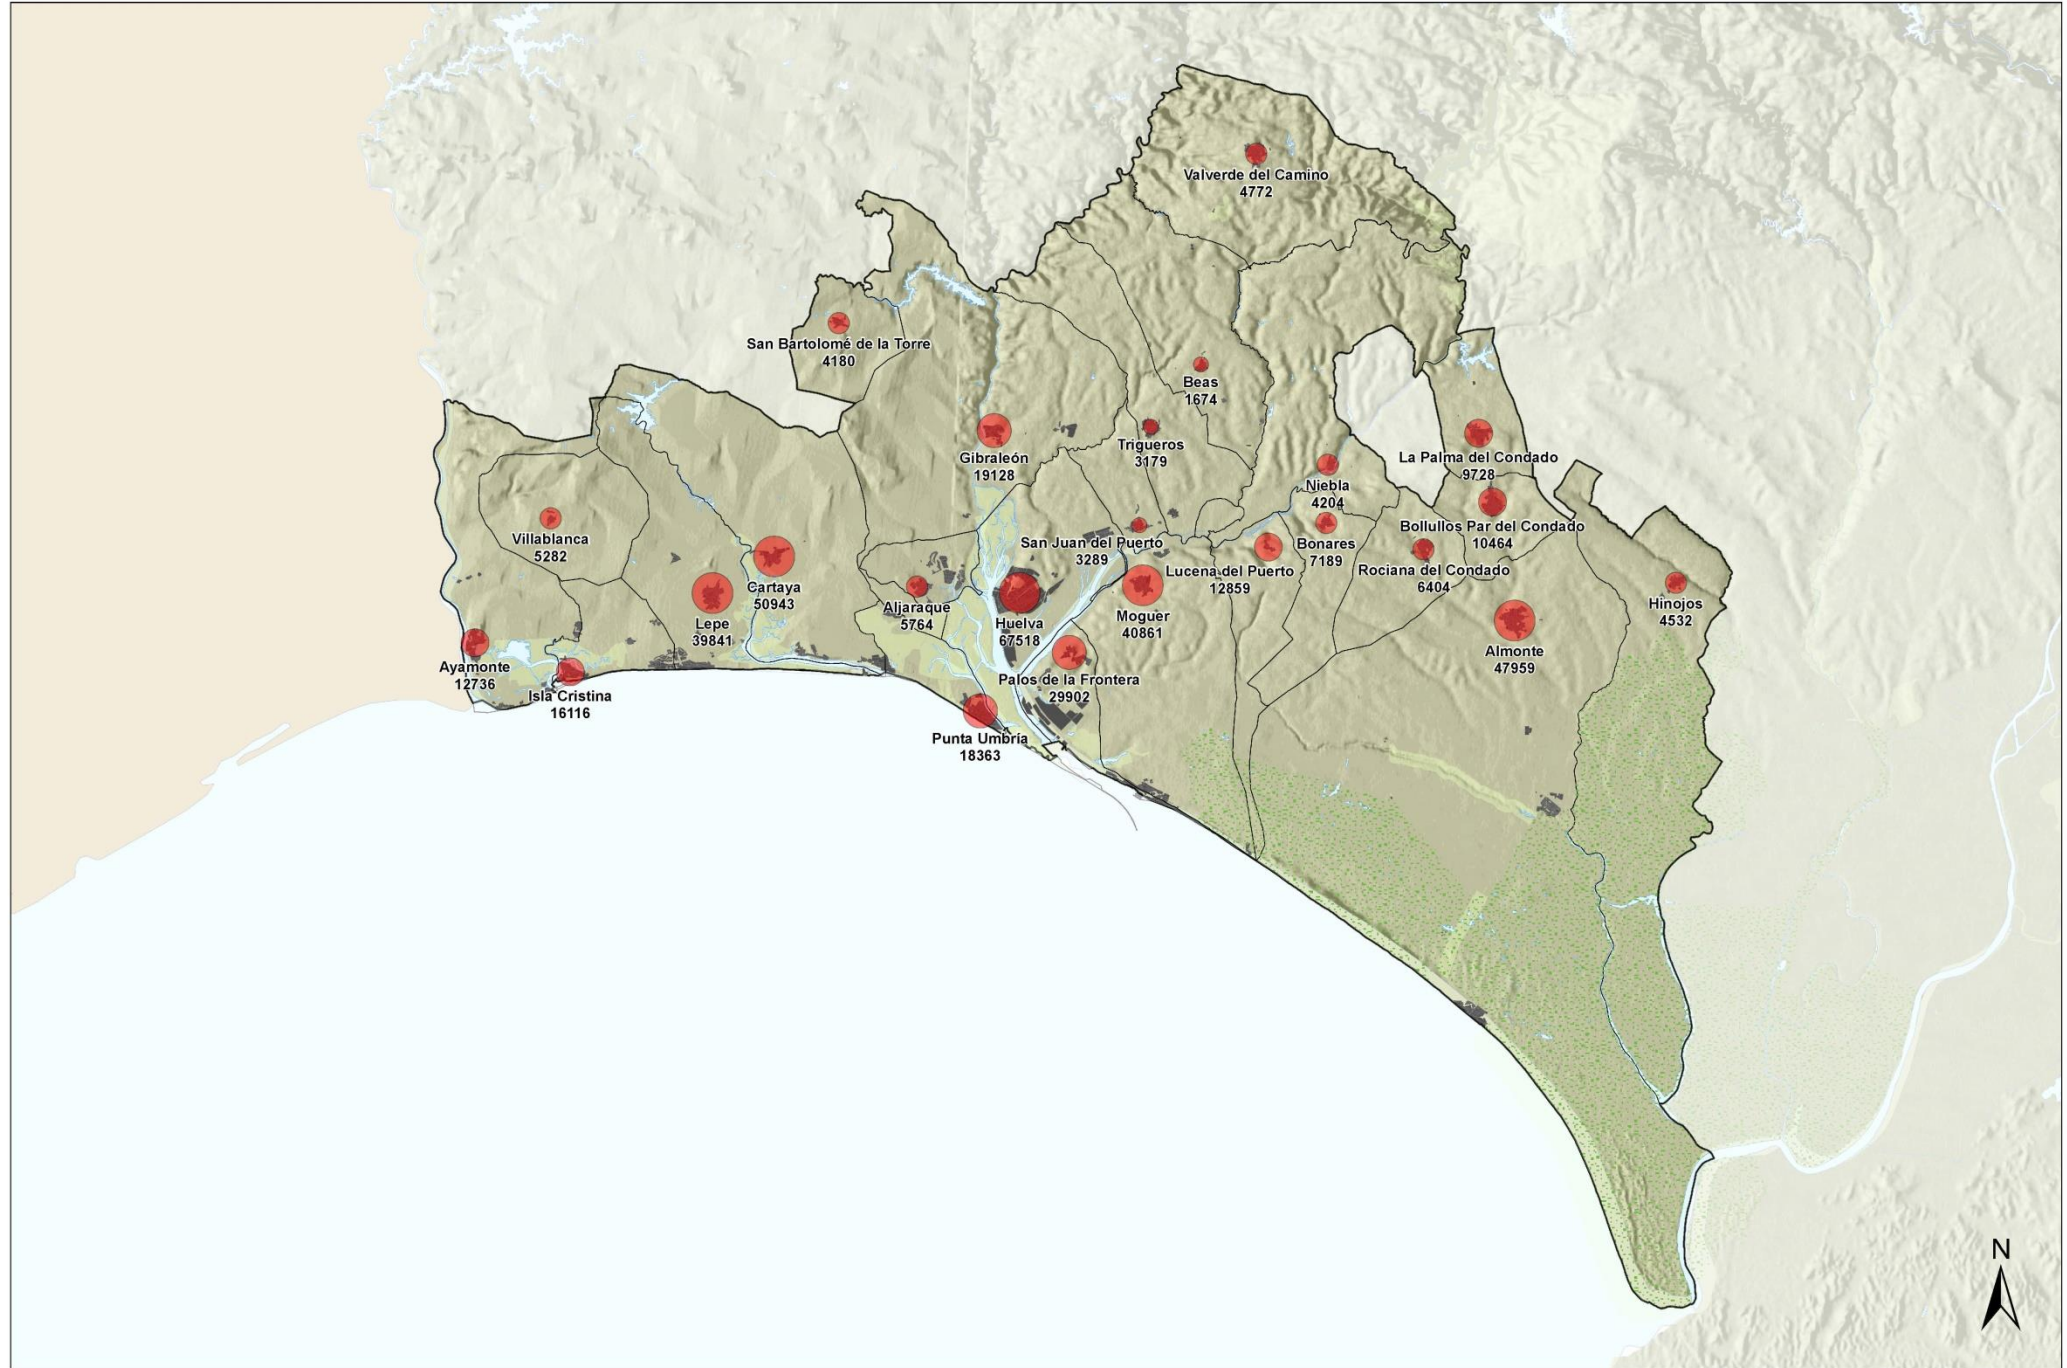 Valverde del Camino
4772
San Bartolomé de la Torre
4180
Beas
1674
Trigueros
3179
Gibraleón
19128
La Palma del Condado
9728
Niebla
4204
Bollullos Par del Condado
10464
Villablanca
5282
San Juan del Puerto
3289
Bonares
7189
Lucena del Puerto
12859
Rociana del Condado
6404
Cartaya
50943
Lepe
39841
Aljaraque
5764
Huelva
67518
Moguer
40861
Hinojos
4532
Almonte
47959
Ayamonte
12736
Isla Cristina
16116
Palos de la Frontera
29902
Punta Umbría
18363
N